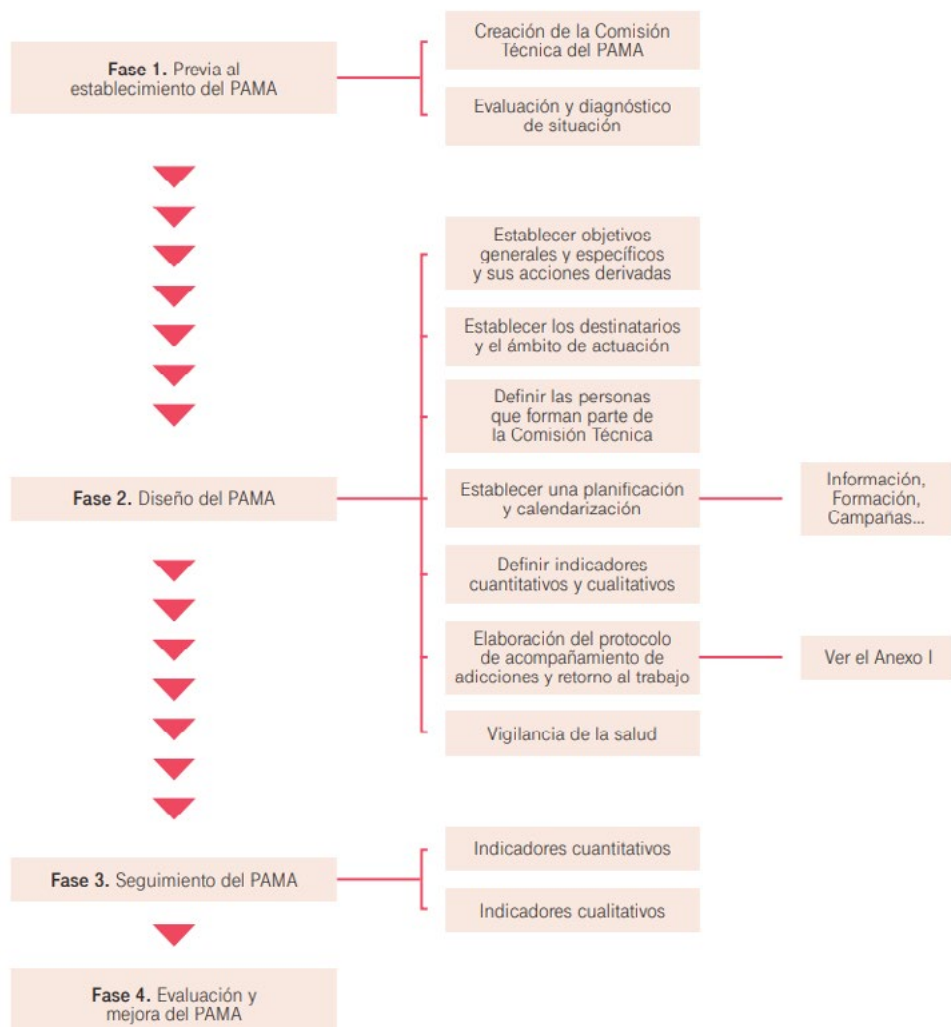 Fase 1. Previa al
establecimiento del PAMA
Creación de la Comisión
Técnica del PAMA
Evaluación y diagnóstico
de situación
Establecer objetivos
generales y específicos
y sus acciones derivadas
Establecer los destinatarios
y el ámbito de actuación
Definir las personas
que forman parte de
la Comisión Técnica
Fase 2. Diseño del PAMA
Establecer una planificación
y calendarización
Información,
Formación,
Campañas...
Definir indicadores
cuantitativos y cualitativos
Elaboración del protocolo
de acompañamiento de
adicciones y retorno al trabajo
Ver el Anexo I
Vigilancia de la salud
Fase 3. Seguimiento del PAMA
Indicadores cuantitativos
Indicadores cualitativos
Fase 4. Evaluación y
mejora del PAMA